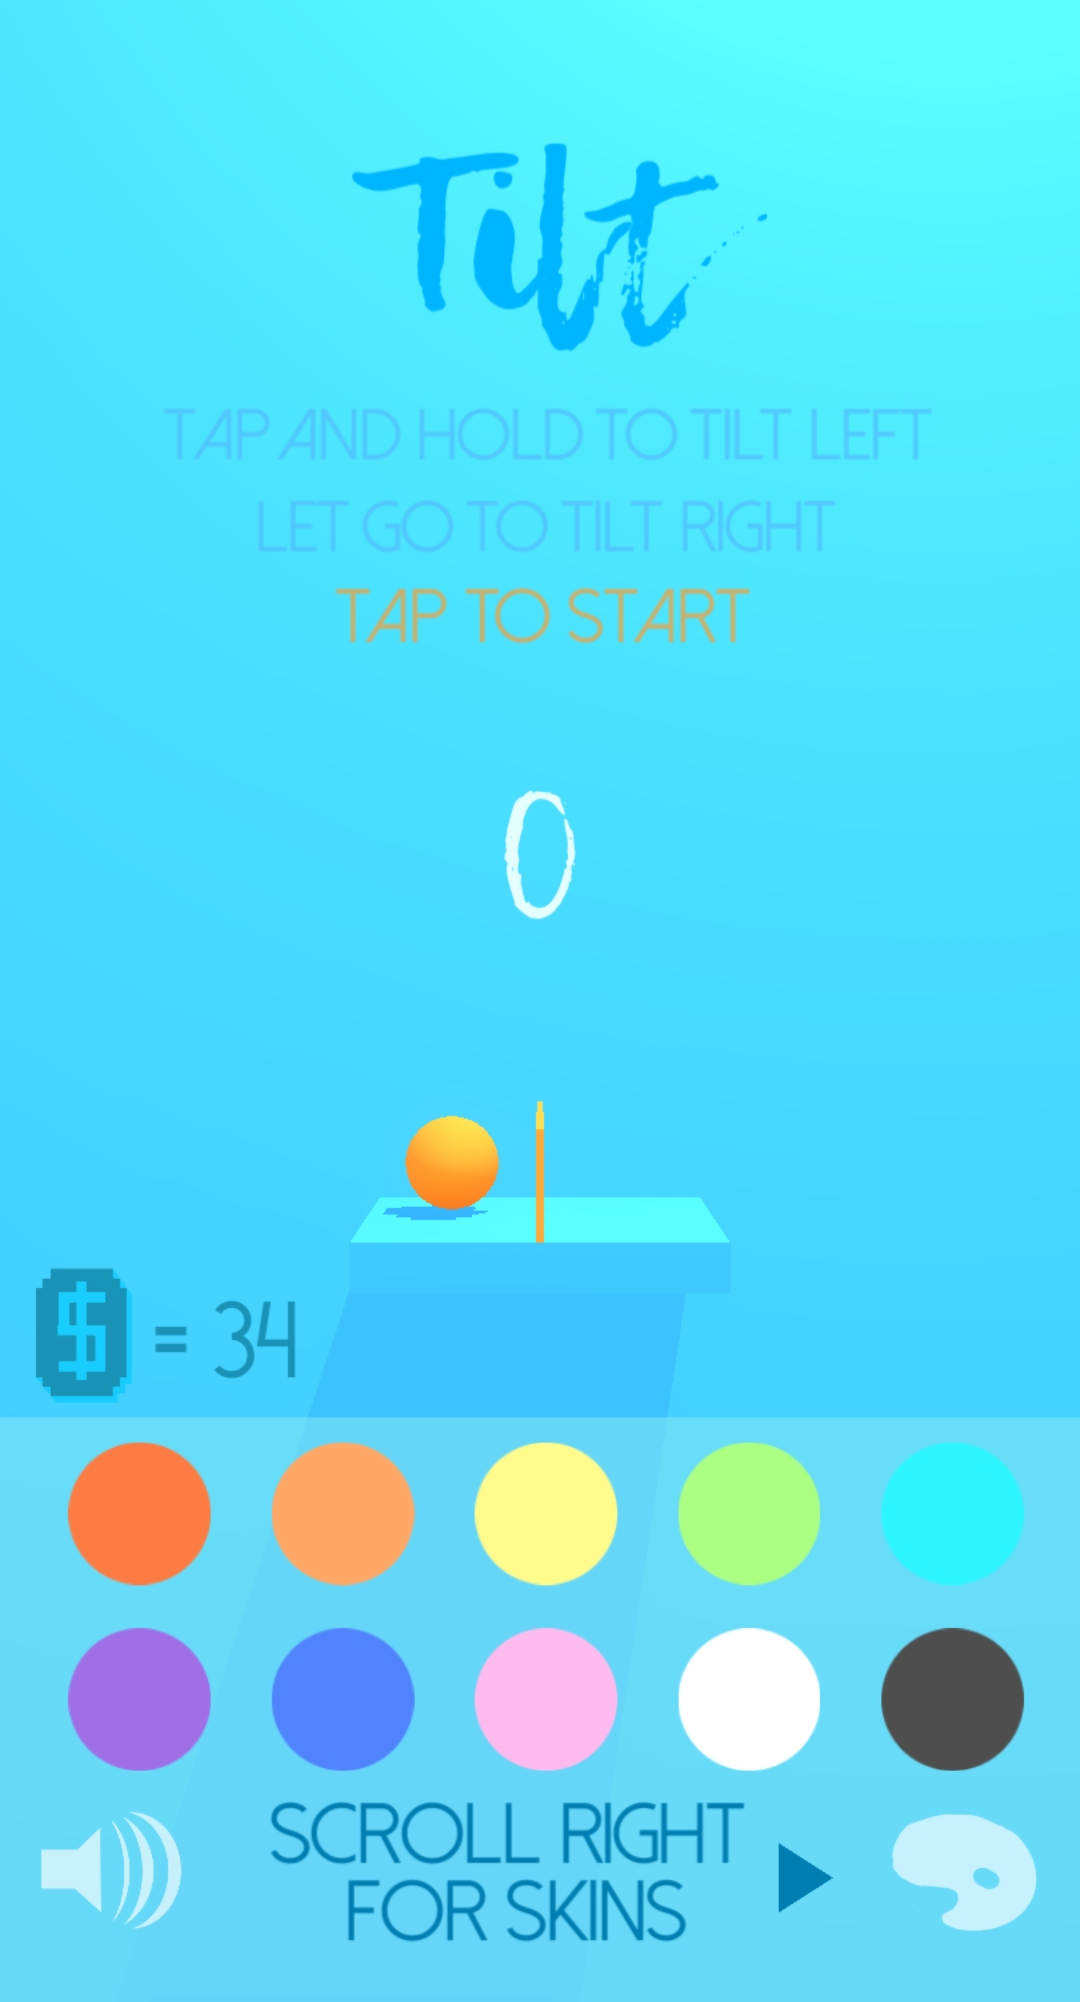 Tilt
TAP AND HOLD TO TILT LEFT
LET GO TO TILT RIGHT
TAP TO START
0
$ = 34
SCROLL RIGHT
FOR SKINS